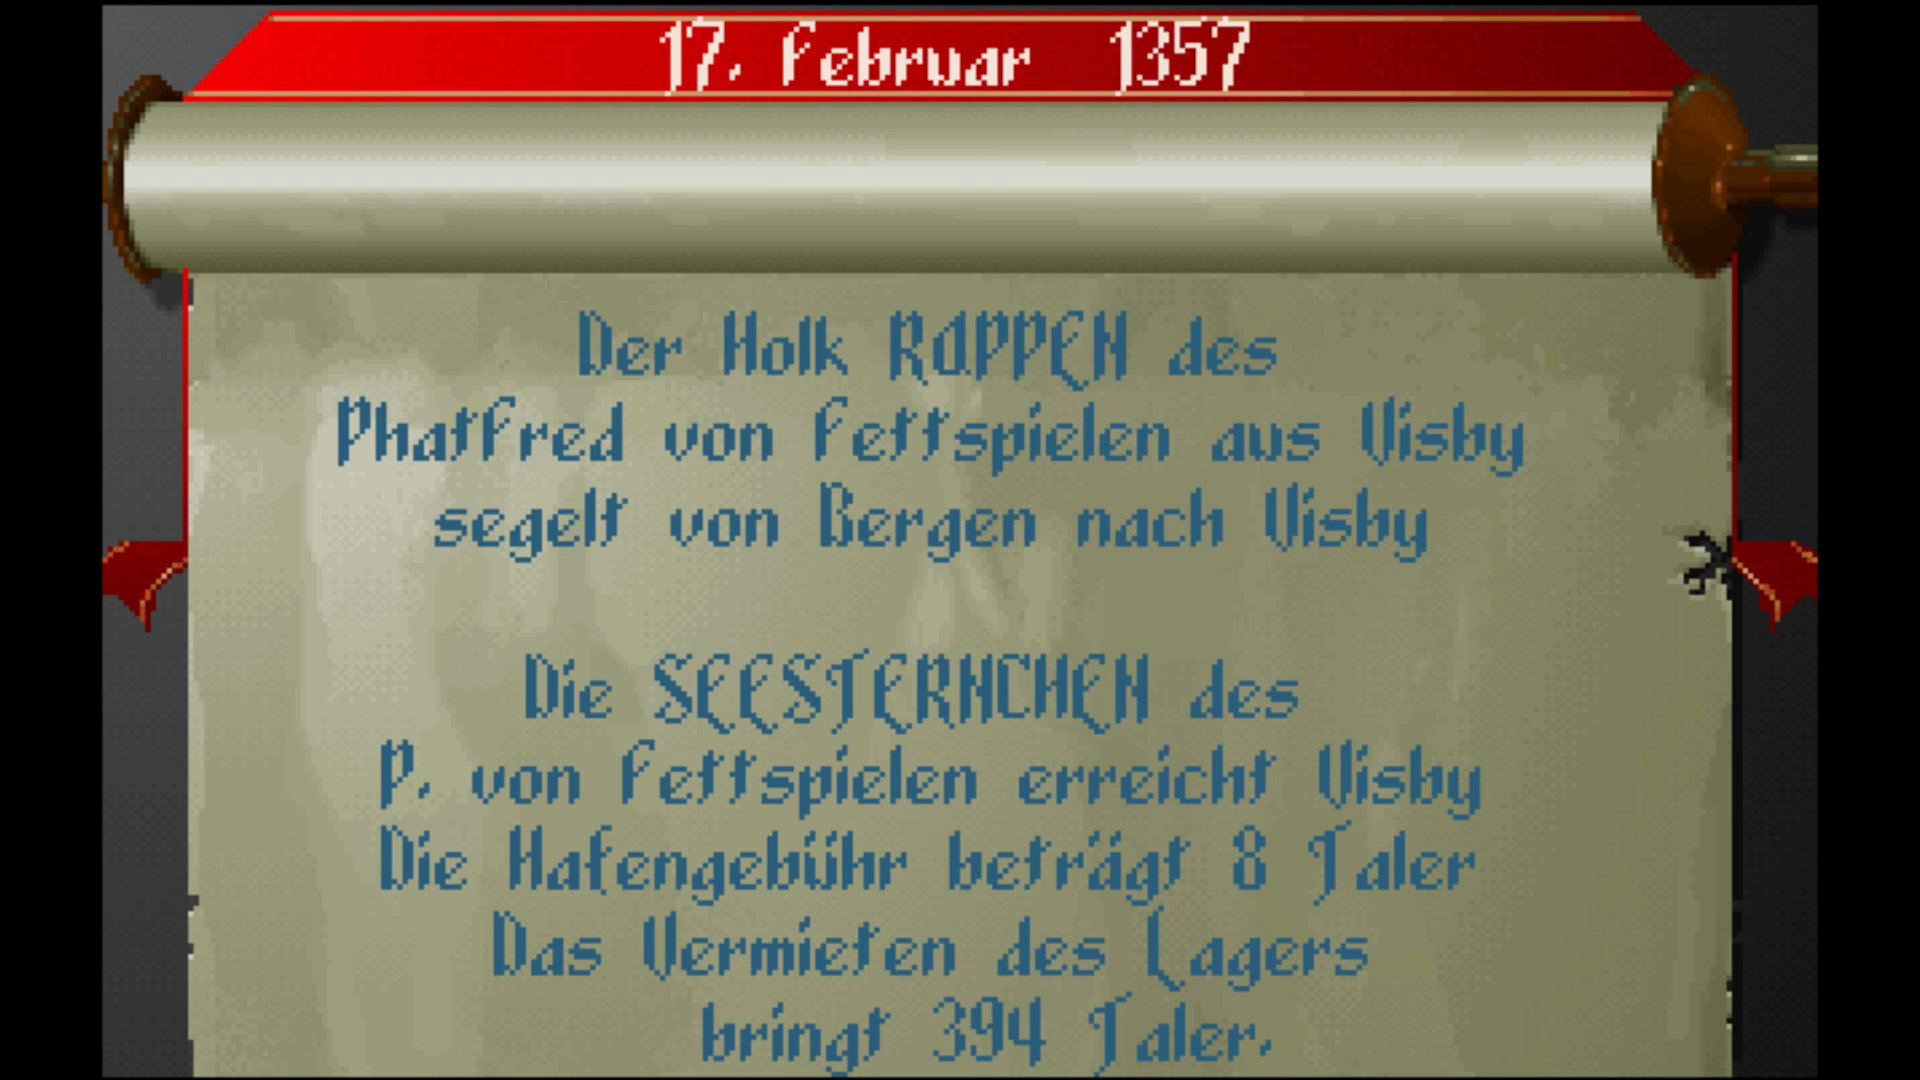 17. Februar 1357
Der Holk RAPPEN des
Phatfred von Fettspielen aus Visby
segelt von Bergen nach Visby
Die SEESTERNCHEN des
P. von Fettspielen erreicht Visby
Die Hafengebühr beträgt 8 Taler
Das Vermieten des Lagers
bringt 394 Taler.